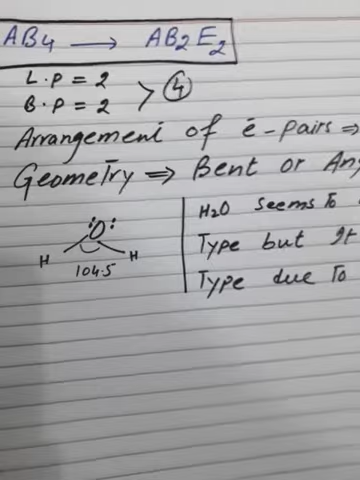 AB4 → AB2E2
L.P = 2
B.P = 2 > 4
Arrangement of ē-pairs ⇒
Geometry ⇒ Bent or
:O:
H H
104.5
H2O seems To
Type but It
Type due To